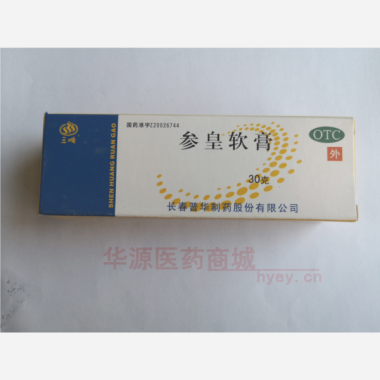 国药准字Z20026744
参皇软膏
OTC
外
30克
长春普华制药股份有限公司
SHEN HUANG RUAN GAO
华源医药商城
hyey.cn